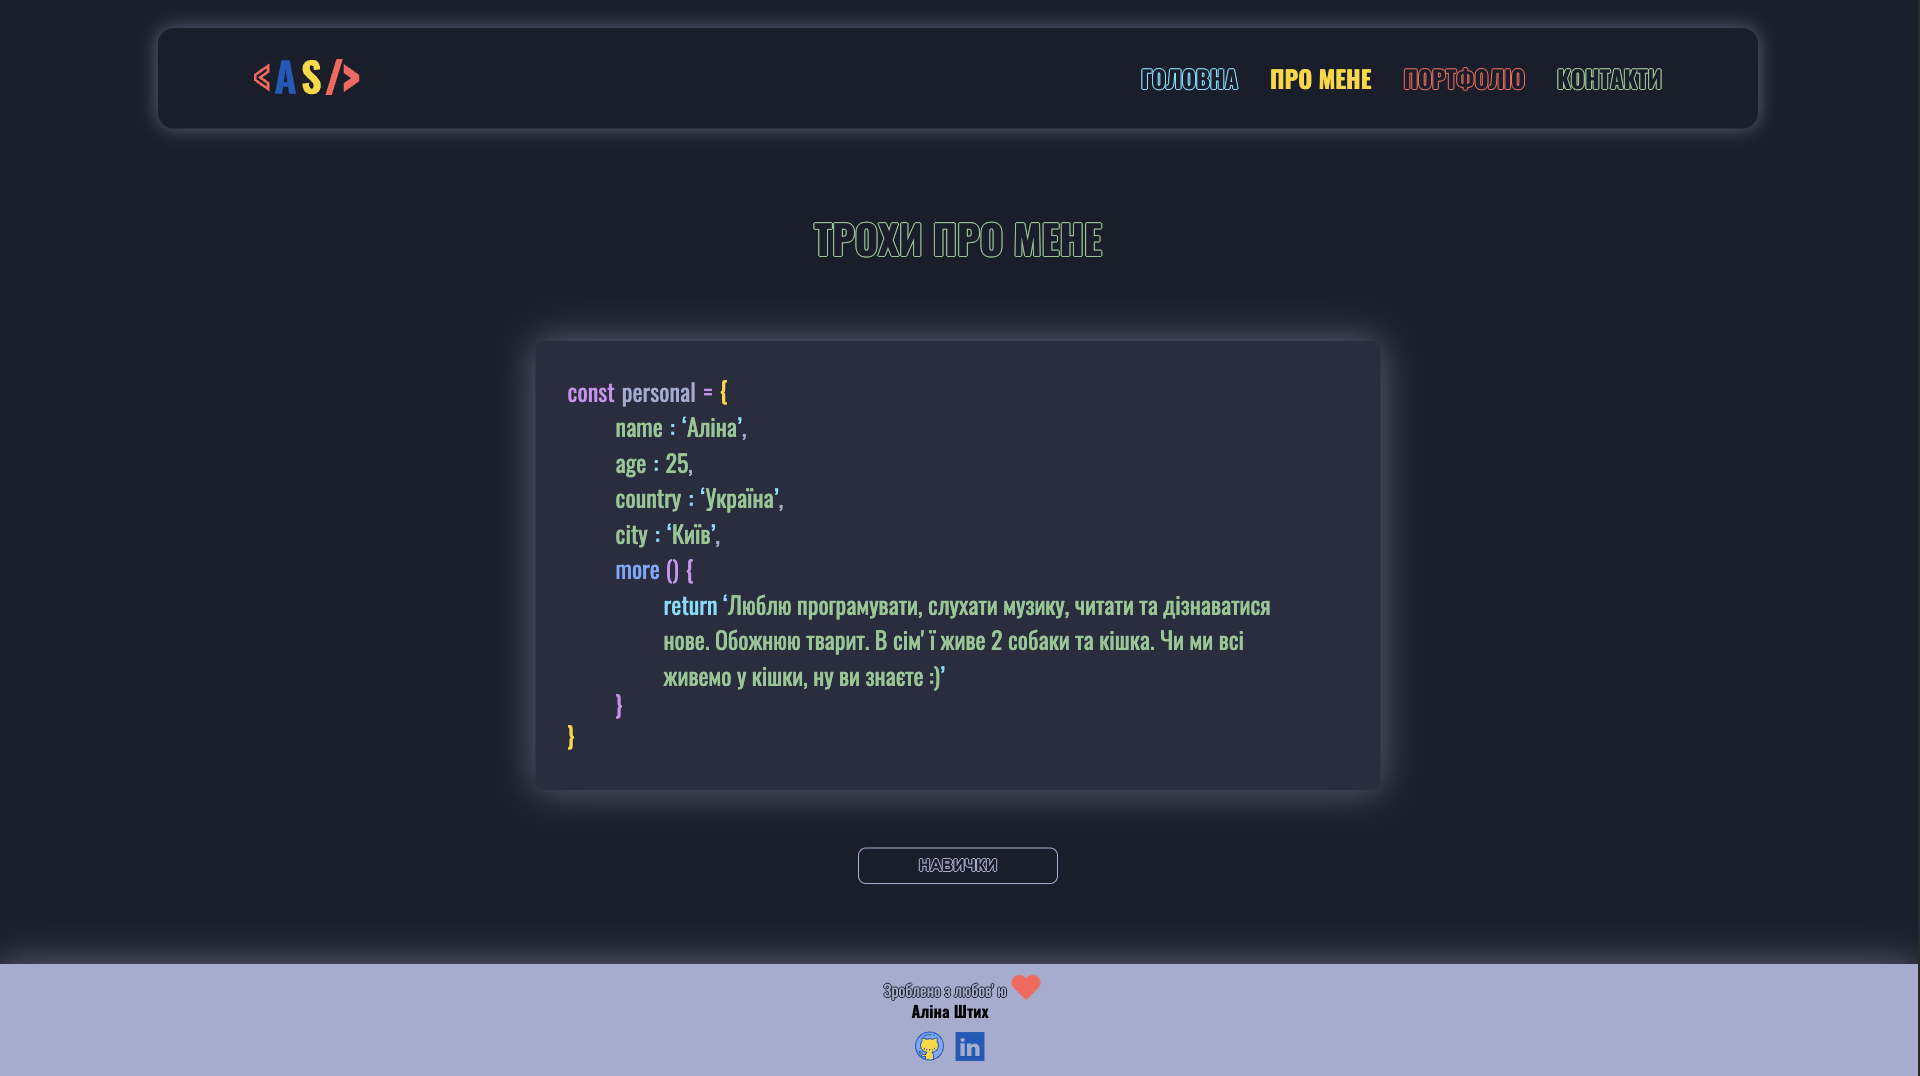 <AS/>
ГОЛОВНА ПРО МЕНЕ ПОРТФОЛІО КОНТАКТИ
ТРОХИ ПРО МЕНЕ
const personal = {
name : ‘Аліна’,
age : 25,
country : ‘Україна’,
city : ‘Київ’,
more () {
return ‘Люблю програмувати, слухати музику, читати та дізнаватися
нове. Обожнюю тварит. В сім' ї живе 2 собаки та кішка. Чи ми всі
живемо у кішки, ну ви знаєте :)’
}
}
НАВИЧКИ
Зроблено з любов' ю
Аліна Штих
in